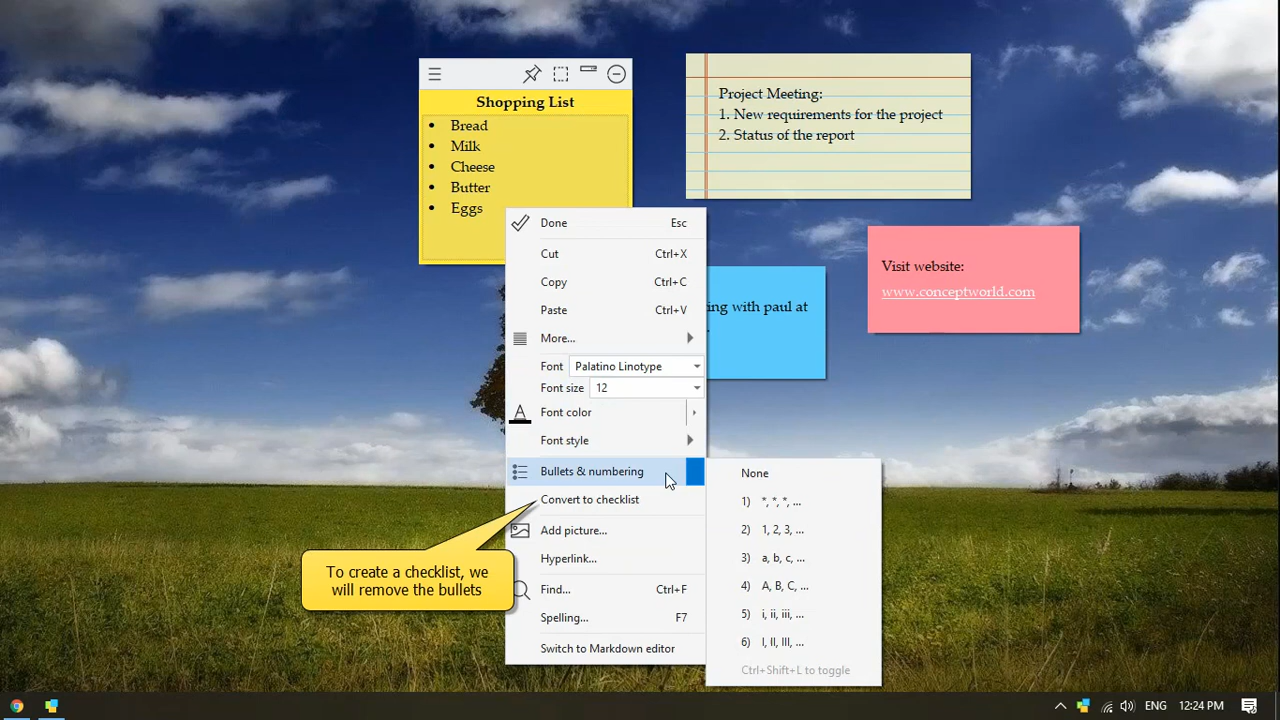 Shopping List
• Bread
• Milk
• Cheese
• Butter
• Eggs
Project Meeting:
1. New requirements for the project
2. Status of the report
Visit website:
www.conceptworld.com
with paul at
Done Esc
Cut Ctrl+X
Copy Ctrl+C
Paste Ctrl+V
More...
Font Palatino Linotype
Font size 12
A Font color
Font style
Bullets & numbering
Convert to checklist
Add picture...
Hyperlink...
Find... Ctrl+F
Spelling... F7
Switch to Markdown editor
None
1) *, *, *, ...
2) 1, 2, 3, ...
3) a, b, c, ...
4) A, B, C, ...
5) i, ii, iii, ...
6) I, II, III, ...
Ctrl+Shift+L to toggle
To create a checklist, we
will remove the bullets
ENG 12:24 PM